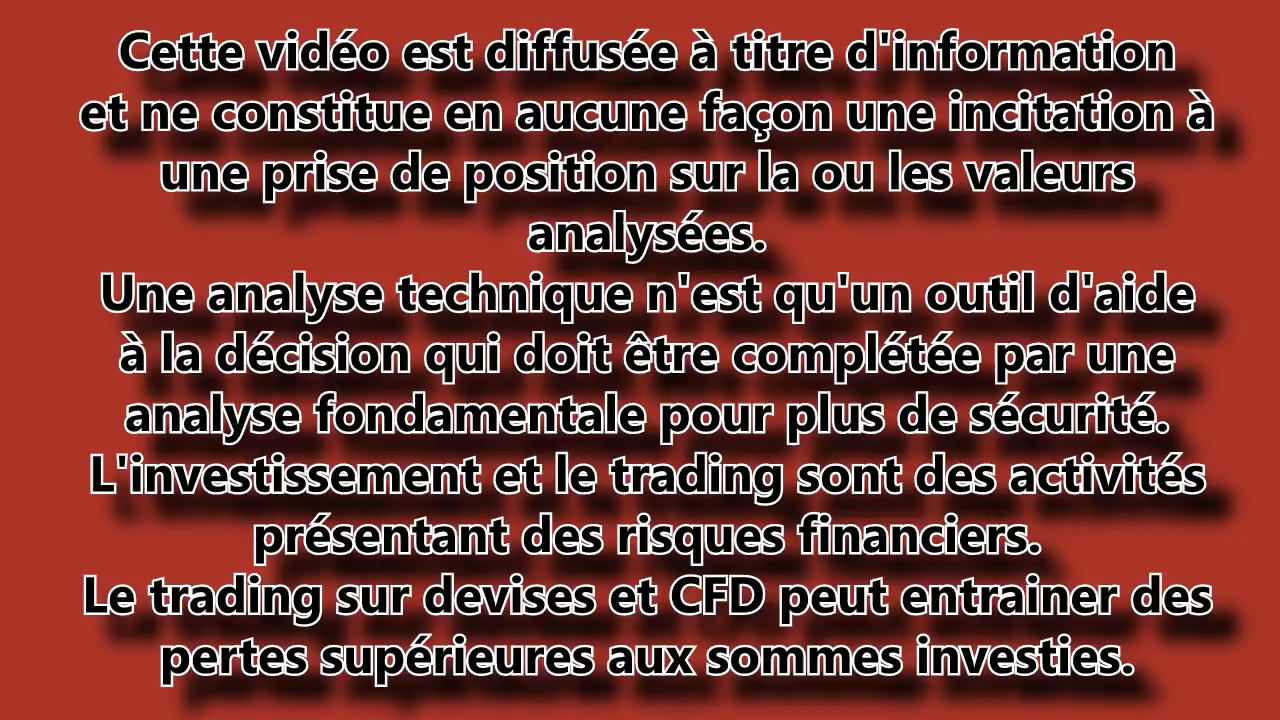 Cette vidéo est diffusée à titre d'information
et ne constitue en aucune façon une incitation à
une prise de position sur la ou les valeurs
analysées.
Une analyse technique n'est qu'un outil d'aide
à la décision qui doit être complétée par une
analyse fondamentale pour plus de sécurité.
L'investissement et le trading sont des activités
présentant des risques financiers.
Le trading sur devises et CFD peut entrainer des
pertes supérieures aux sommes investies.